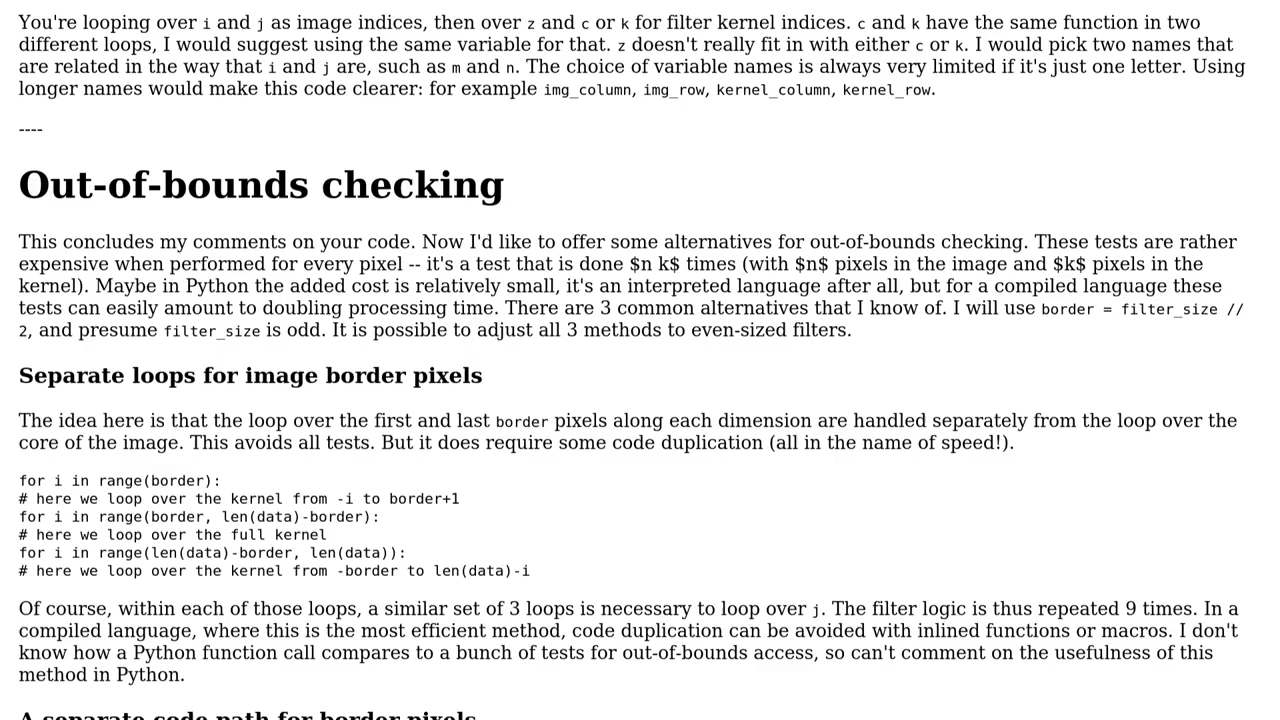 You're looping over i and j as image indices, then over z and c or k for filter kernel indices. c and k have the same function in two
different loops, I would suggest using the same variable for that. z doesn't really fit in with either c or k. I would pick two names that
are related in the way that i and j are, such as m and n. The choice of variable names is always very limited if it's just one letter. Using
longer names would make this code clearer: for example img_column, img_row, kernel_column, kernel_row.
----
Out-of-bounds checking
This concludes my comments on your code. Now I'd like to offer some alternatives for out-of-bounds checking. These tests are rather
expensive when performed for every pixel -- it's a test that is done $n k$ times (with $n$ pixels in the image and $k$ pixels in the
kernel). Maybe in Python the added cost is relatively small, it's an interpreted language after all, but for a compiled language these
tests can easily amount to doubling processing time. There are 3 common alternatives that I know of. I will use border = filter_size //
2, and presume filter_size is odd. It is possible to adjust all 3 methods to even-sized filters.
Separate loops for image border pixels
The idea here is that the loop over the first and last border pixels along each dimension are handled separately from the loop over the
core of the image. This avoids all tests. But it does require some code duplication (all in the name of speed!).
for i in range(border):
# here we loop over the kernel from -i to border+1
for i in range(border, len(data)-border):
# here we loop over the full kernel
for i in range(len(data)-border, len(data)):
# here we loop over the kernel from -border to len(data)-i
Of course, within each of those loops, a similar set of 3 loops is necessary to loop over j. The filter logic is thus repeated 9 times. In a
compiled language, where this is the most efficient method, code duplication can be avoided with inlined functions or macros. I don't
know how a Python function call compares to a bunch of tests for out-of-bounds access, so can't comment on the usefulness of this
method in Python.
A separate code path for border pixels